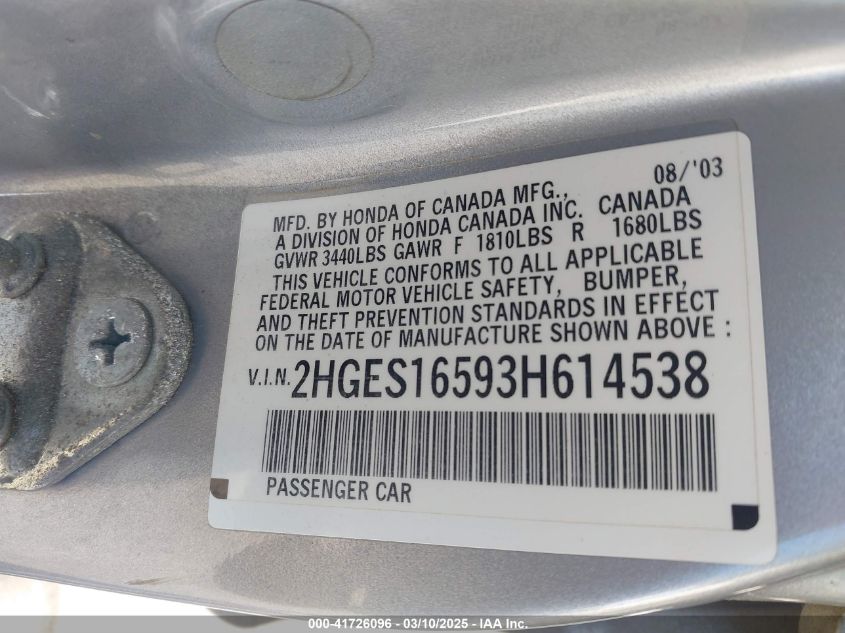 08/'03
MFD. BY HONDA OF CANADA MFG.,
A DIVISION OF HONDA CANADA INC. CANADA
GVWR 3440LBS GAWR F 1810LBS R 1680LBS
THIS VEHICLE CONFORMS TO ALL APPLICABLE
FEDERAL MOTOR VEHICLE SAFETY, BUMPER,
AND THEFT PREVENTION STANDARDS IN EFFECT
ON THE DATE OF MANUFACTURE SHOWN ABOVE :
V.I.N. 2HGES16593H614538
PASSENGER CAR
000-41726096 - 03/10/2025 - IAA Inc.